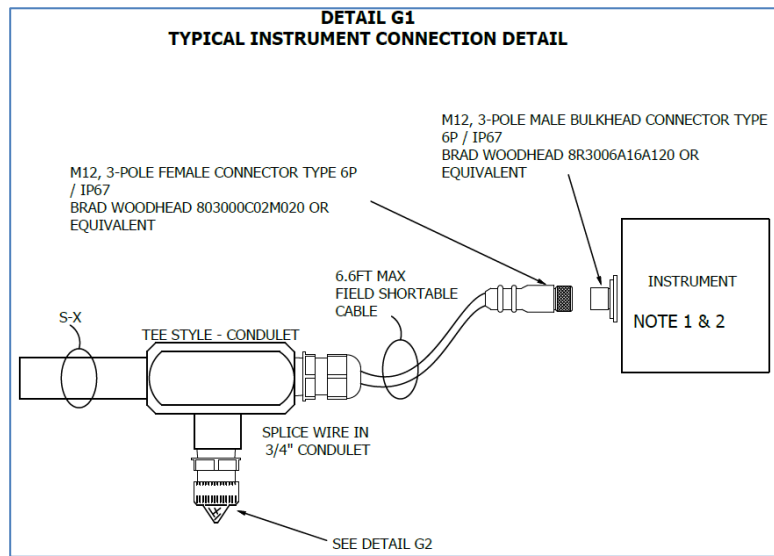 DETAIL G1
TYPICAL INSTRUMENT CONNECTION DETAIL
M12, 3-POLE MALE BULKHEAD CONNECTOR TYPE
6P / IP67
BRAD WOODHEAD 8R3006A16A120 OR
EQUIVALENT
M12, 3-POLE FEMALE CONNECTOR TYPE 6P
/ IP67
BRAD WOODHEAD 803000C02M020 OR
EQUIVALENT
6.6FT MAX
FIELD SHORTABLE
CABLE
INSTRUMENT
NOTE 1 & 2
S-X
TEE STYLE - CONDULET
SPLICE WIRE IN
3/4" CONDULET
SEE DETAIL G2